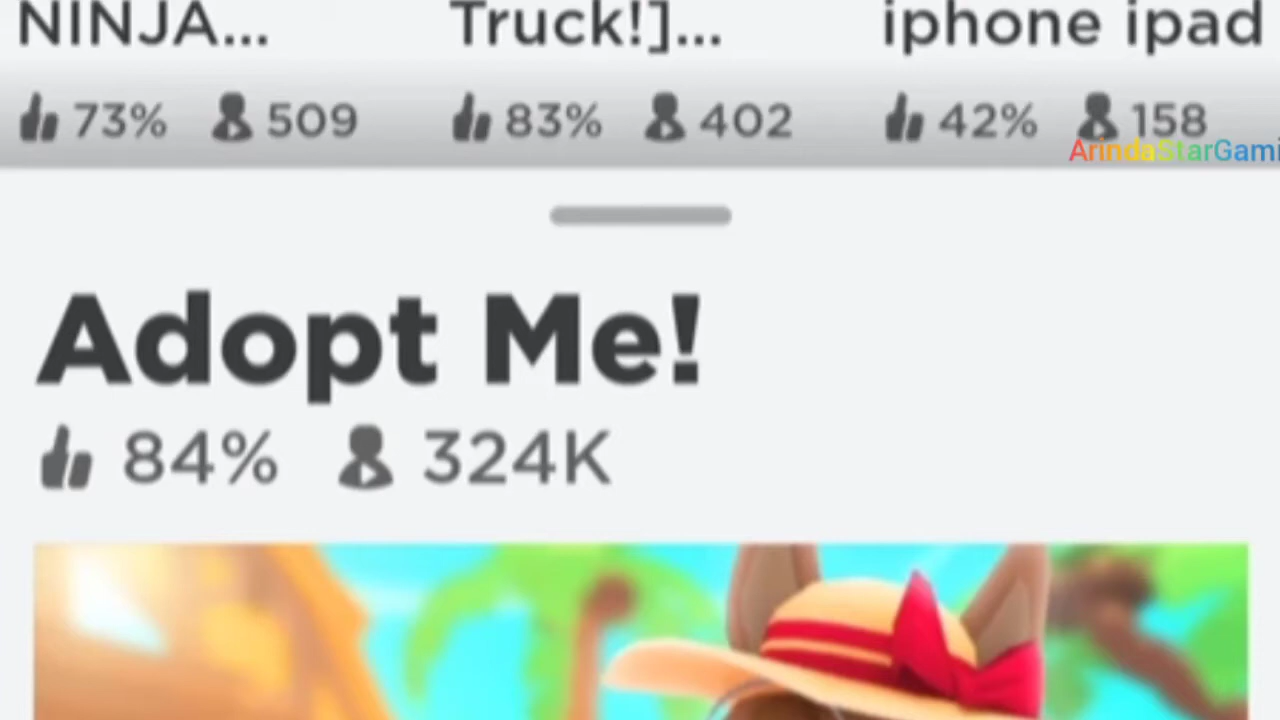 NINJA... Truck!]... iphone ipad
73% 509 83% 402 42% 158
ArindaStarGami
Adopt Me!
84% 324K